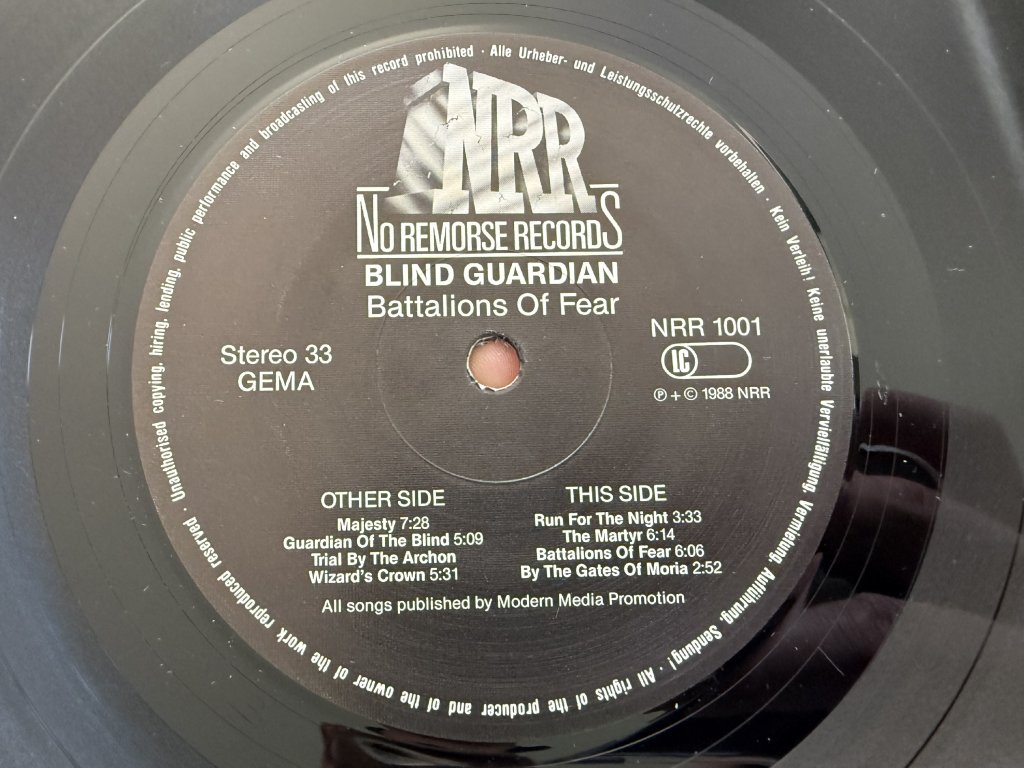 Unauthorised copying, hiring, lending, public performance and broadcasting of this record prohibited · Alle Urheber- und Leistungsschutzrechte vorbehalten · Kein Verleih! Keine unerlaubte Vervielfältigung, Vermietung, Aufführung, Sendung! · All rights of the producer and of the owner of the work reproduced reserved ·
NRR
NO REMORSE RECORDS
BLIND GUARDIAN
Battalions Of Fear
Stereo 33
GEMA
NRR 1001
LC
℗ + © 1988 NRR
OTHER SIDE
Majesty 7:28
Guardian Of The Blind 5:09
Trial By The Archon
Wizard's Crown 5:31
THIS SIDE
Run For The Night 3:33
The Martyr 6:14
Battalions Of Fear 6:06
By The Gates Of Moria 2:52
All songs published by Modern Media Promotion